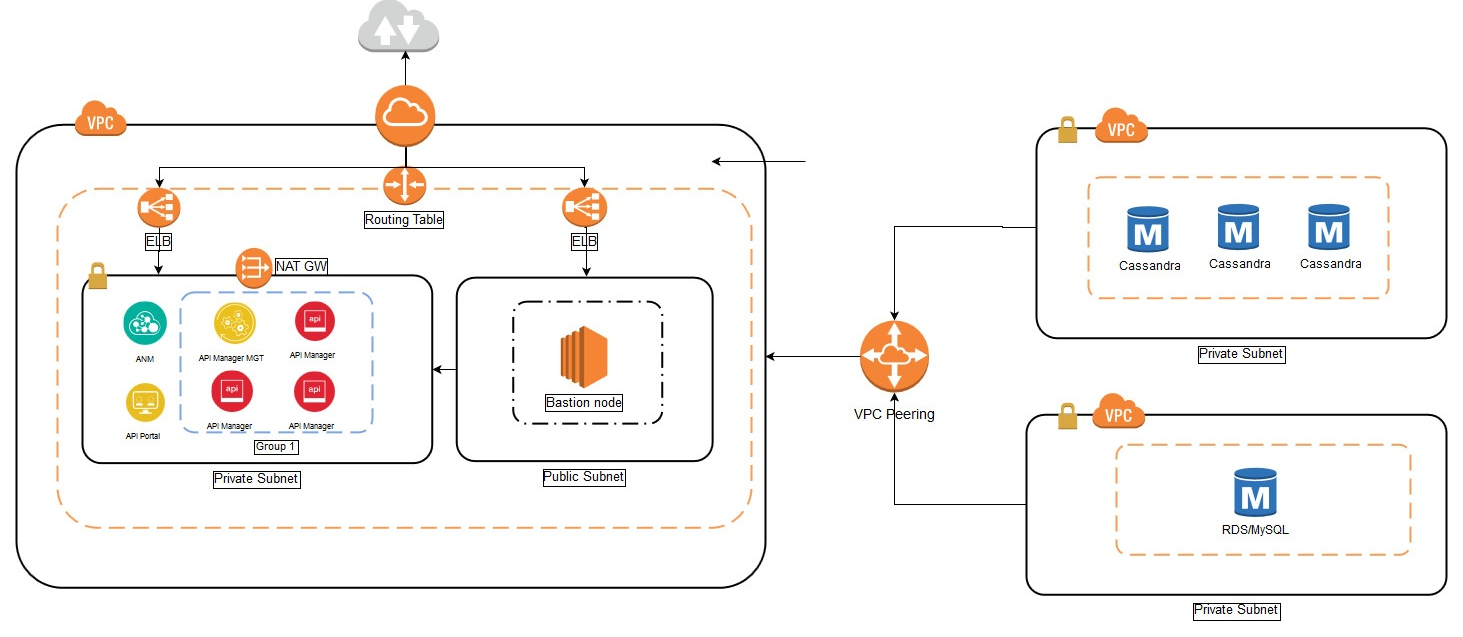 VPC
Routing Table
ELB
ELB
NAT GW
ANM
API Manager MGT
api
API Manager
API Portal
api
API Manager
api
API Manager
Group 1
Private Subnet
Bastion node
Public Subnet
VPC Peering
VPC
M
M
M
Cassandra
Cassandra
Cassandra
Private Subnet
VPC
M
RDS/MySQL
Private Subnet